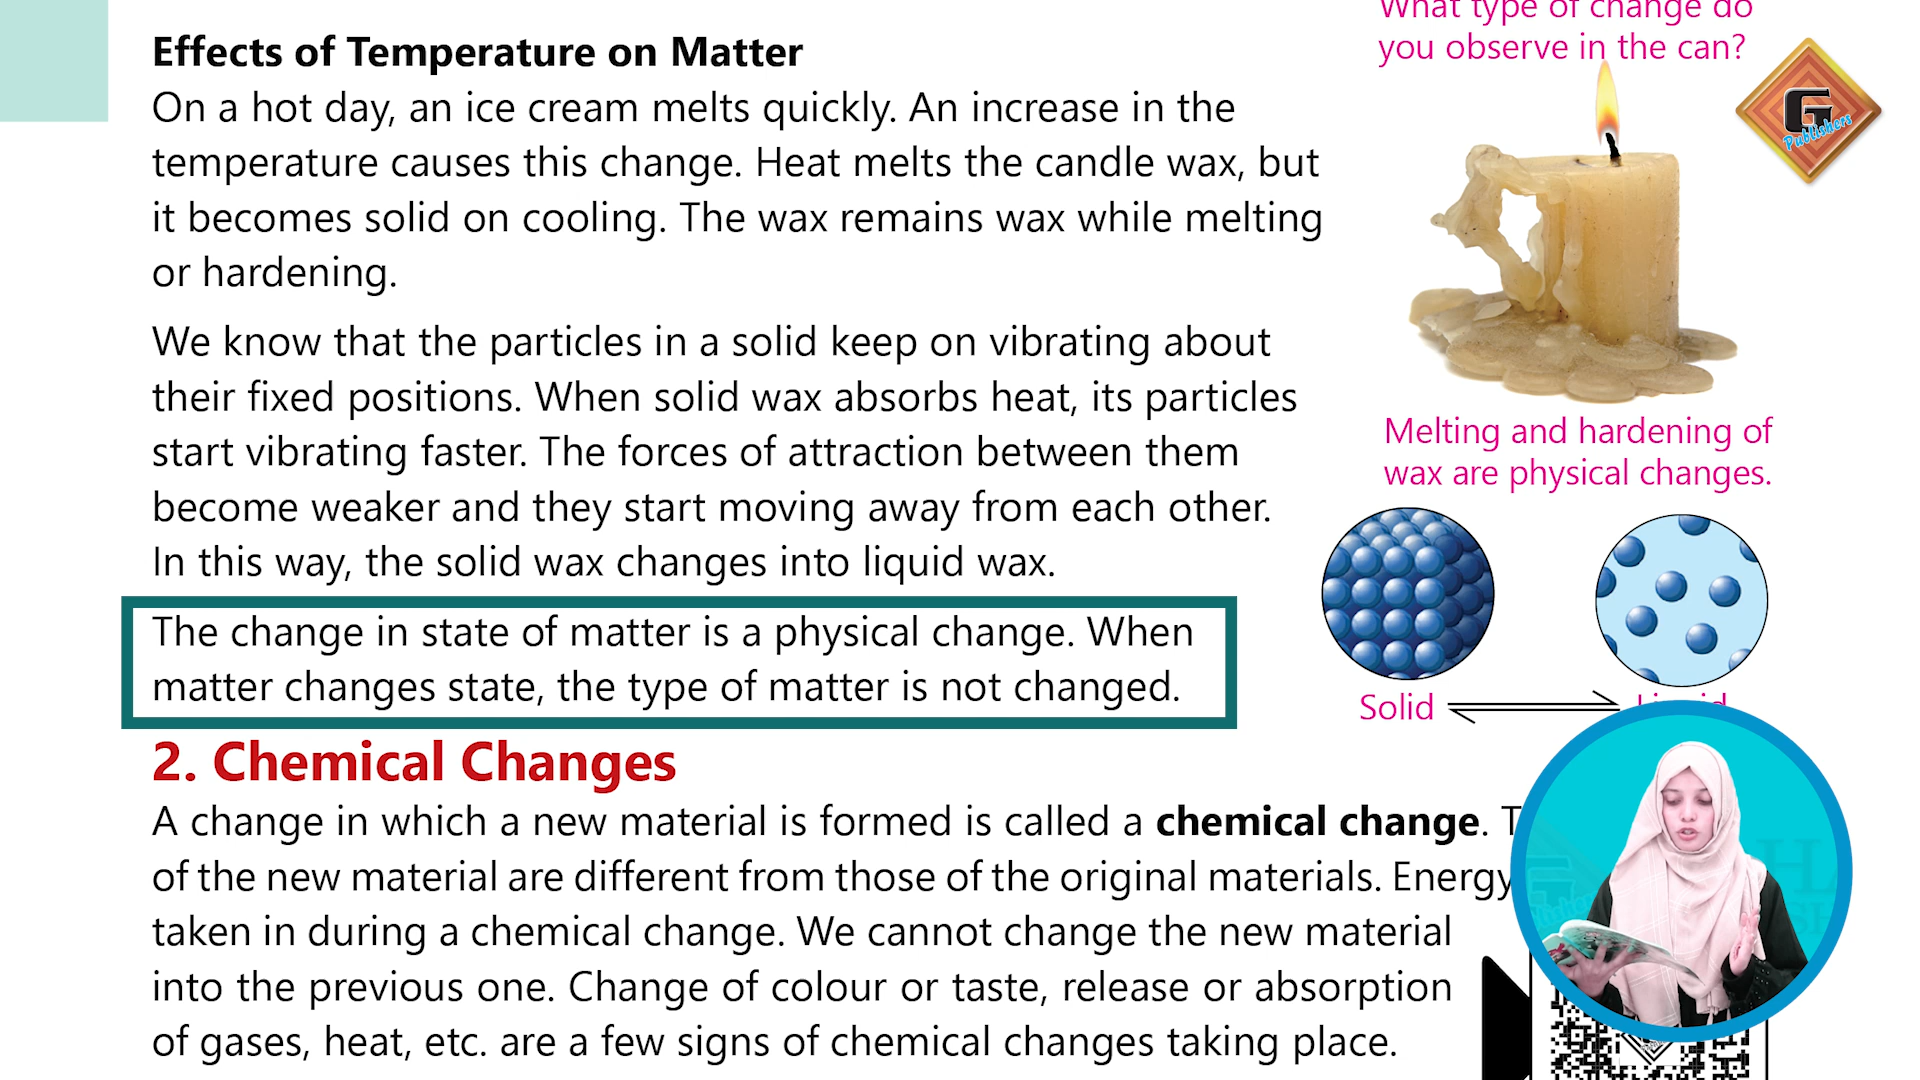 Effects of Temperature on Matter
On a hot day, an ice cream melts quickly. An increase in the
temperature causes this change. Heat melts the candle wax, but
it becomes solid on cooling. The wax remains wax while melting
or hardening.
We know that the particles in a solid keep on vibrating about
their fixed positions. When solid wax absorbs heat, its particles
start vibrating faster. The forces of attraction between them
become weaker and they start moving away from each other.
In this way, the solid wax changes into liquid wax.
The change in state of matter is a physical change. When
matter changes state, the type of matter is not changed.
2. Chemical Changes
A change in which a new material is formed is called a chemical change.
of the new material are different from those of the original materials. Energy
taken in during a chemical change. We cannot change the new material
into the previous one. Change of colour or taste, release or absorption
of gases, heat, etc. are a few signs of chemical changes taking place.
What type of change do
you observe in the can?
G
Publishers
Melting and hardening of
wax are physical changes.
Solid